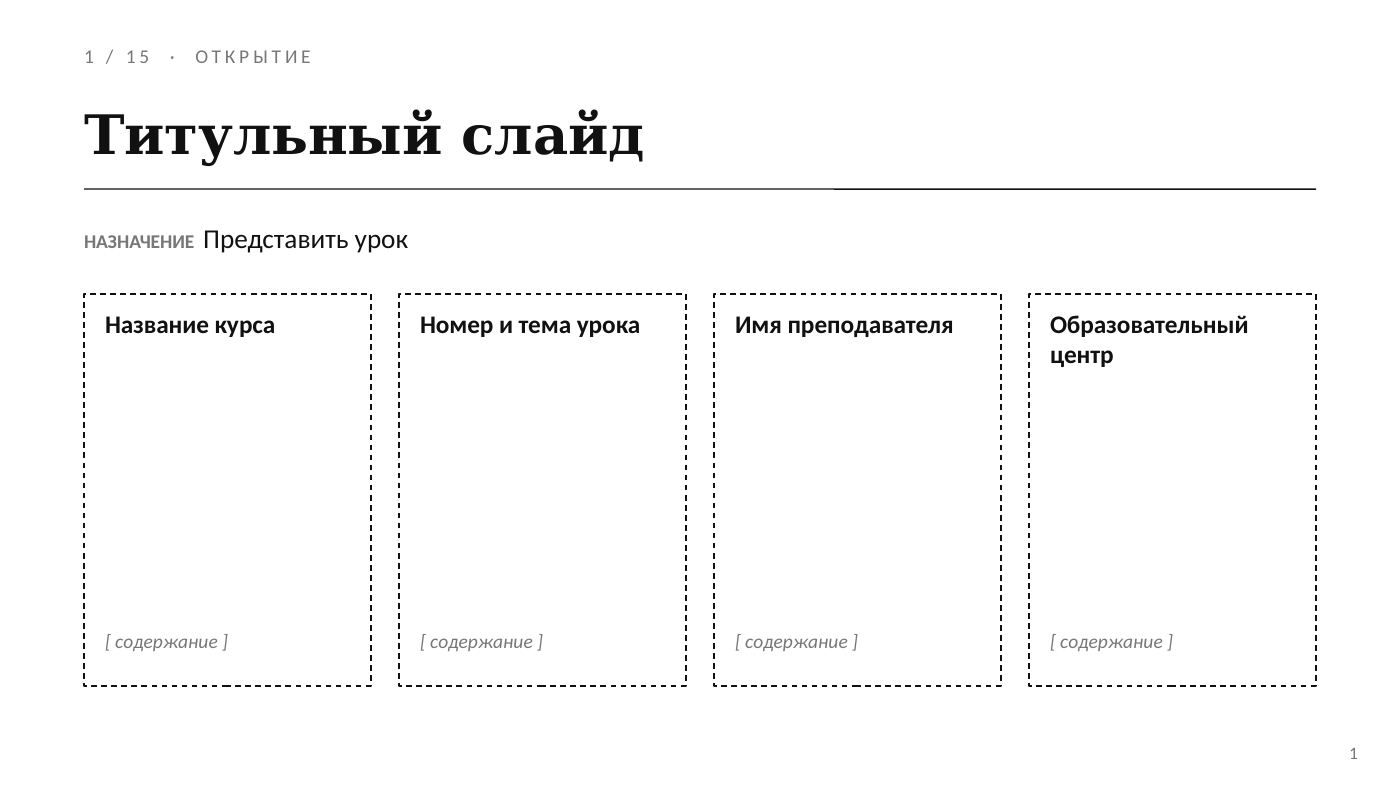 1 / 15 · ОТКРЫТИЕ
Титульный слайд
НАЗНАЧЕНИЕ Представить урок
Название курса
[ содержание ]
Номер и тема урока
[ содержание ]
Имя преподавателя
[ содержание ]
Образовательный
центр
[ содержание ]
1